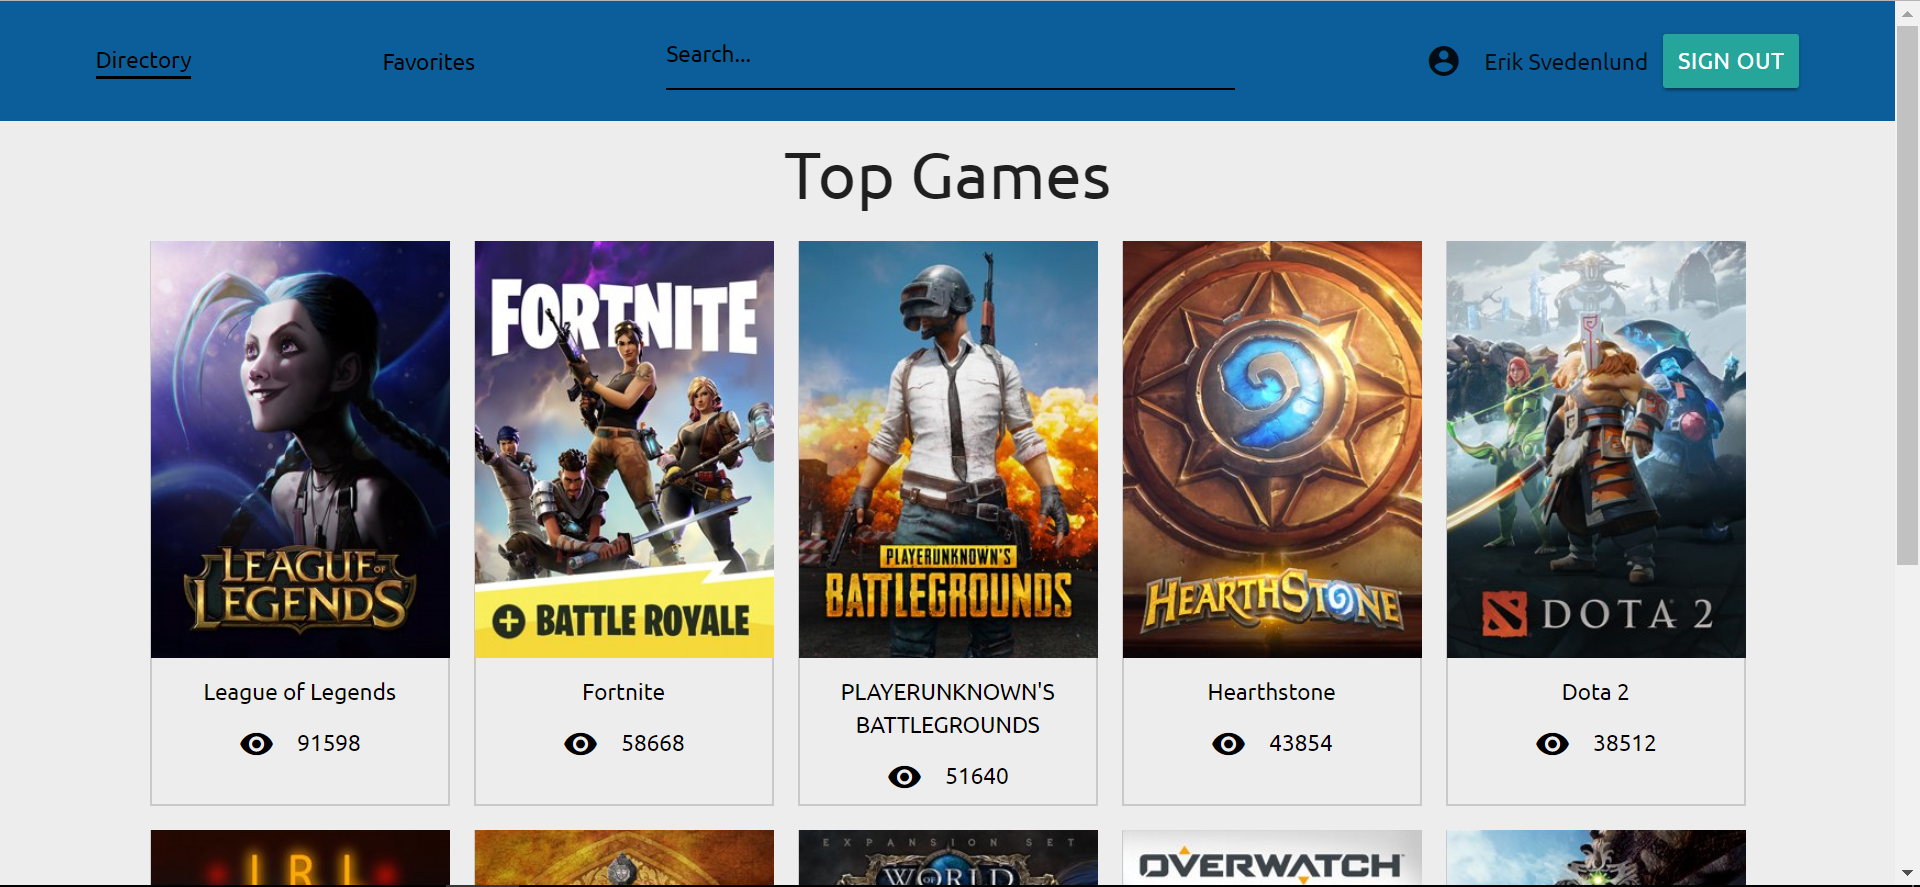 Directory
Favorites
Search...
Erik Svedenlund
SIGN OUT
Top Games
LEAGUE OF
LEGENDS
FORTNITE
BATTLE ROYALE
PLAYERUNKNOWN'S
BATTLEGROUNDS
HEARTHSTONE
DOTA 2
League of Legends
91598
Fortnite
58668
PLAYERUNKNOWN'S
BATTLEGROUNDS
51640
Hearthstone
43854
Dota 2
38512
IRL
EXPANSION SET
WORLD
OF
OVERWATCH